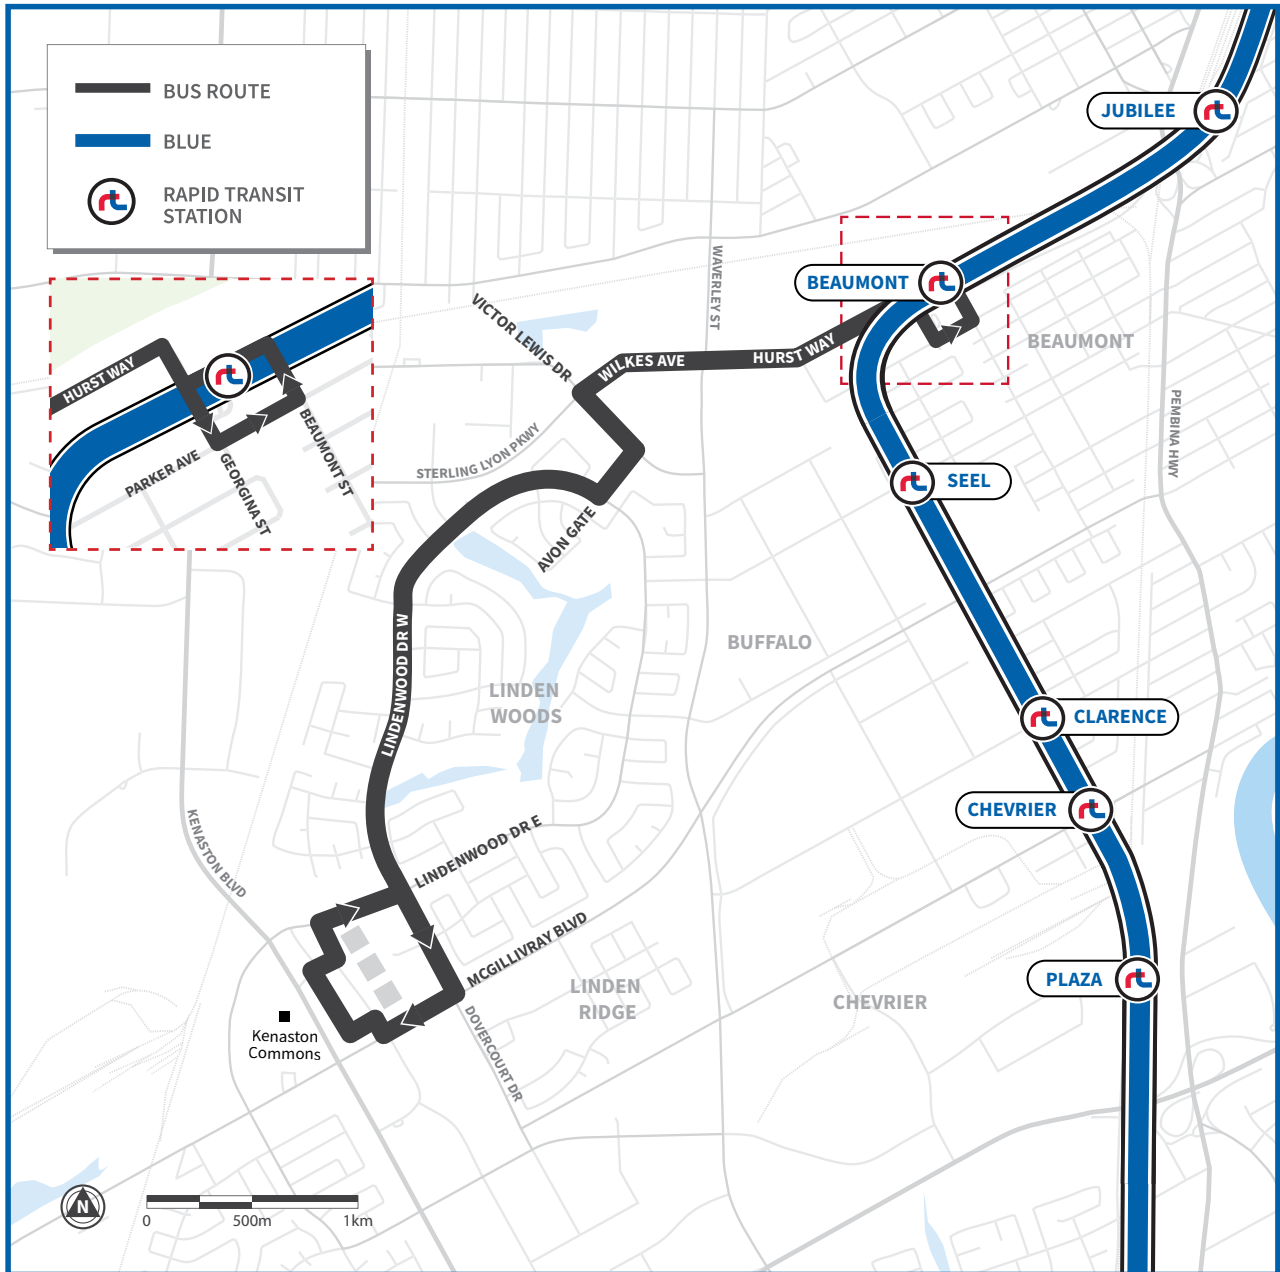 BUS ROUTE
BLUE
RAPID TRANSIT
STATION
JUBILEE
BEAUMONT
BEAUMONT
WAVERLEY ST
VICTOR LEWIS DR
WILKES AVE
HURST WAY
HURST WAY
PARKER AVE
GEORGINA ST
BEAUMONT ST
STERLING LYON PKWY
PEMBINA HWY
SEEL
AVON GATE
BUFFALO
LINDENWOOD DR W
LINDEN
WOODS
CLARENCE
CHEVRIER
KENASTON BLVD
LINDENWOOD DR E
MCGILLIVRAY BLVD
LINDEN
RIDGE
CHEVRIER
PLAZA
Kenaston
Commons
DOVERCOURT DR
N
0
500m
1km